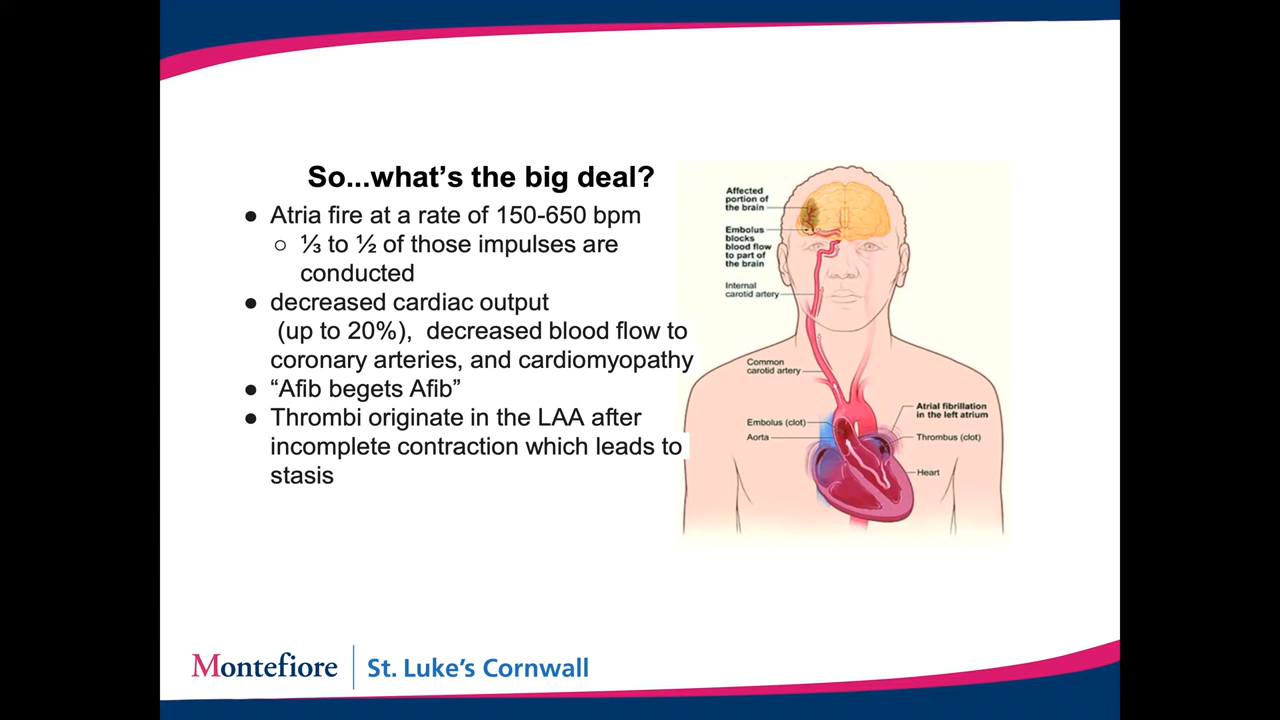 So...what's the big deal?
● Atria fire at a rate of 150-650 bpm
○ ⅓ to ½ of those impulses are
conducted
● decreased cardiac output
(up to 20%), decreased blood flow to
coronary arteries, and cardiomyopathy
● “Afib begets Afib”
● Thrombi originate in the LAA after
incomplete contraction which leads to
stasis
Affected
portion of
the brain
Embolus
blocks
blood flow
to part of
the brain
Internal
carotid artery
Common
carotid artery
Embolus (clot)
Aorta
Atrial fibrillation
in the left atrium
Thrombus (clot)
Heart
Montefiore
St. Luke's Cornwall